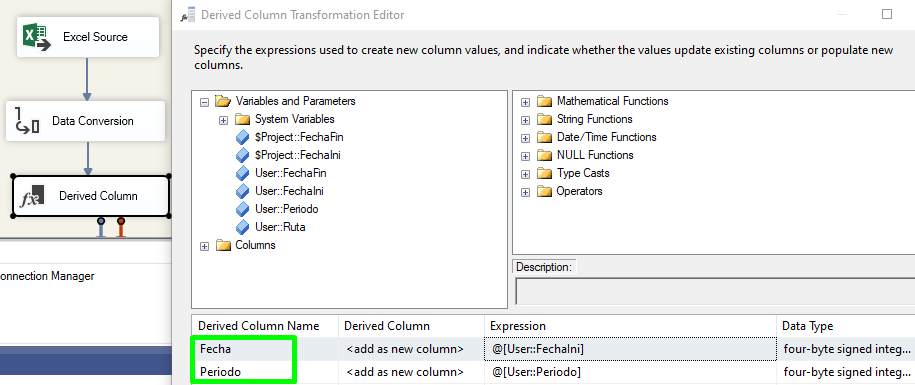 Excel Source
Data Conversion
Derived Column
onnection Manager
Derived Column Transformation Editor
Specify the expressions used to create new column values, and indicate whether the values update existing columns or populate new
columns.
Variables and Parameters
System Variables
$Project::FechaFin
$Project::FechaIni
User::FechaFin
User::FechaIni
User::Periodo
User::Ruta
Columns
Mathematical Functions
String Functions
Date/Time Functions
NULL Functions
Type Casts
Operators
Description:
Derived Column Name Derived Column Expression Data Type
Fecha <add as new column> @[User::FechaIni] four-byte signed integ...
Periodo <add as new column> @[User::Periodo] four-byte signed integ...